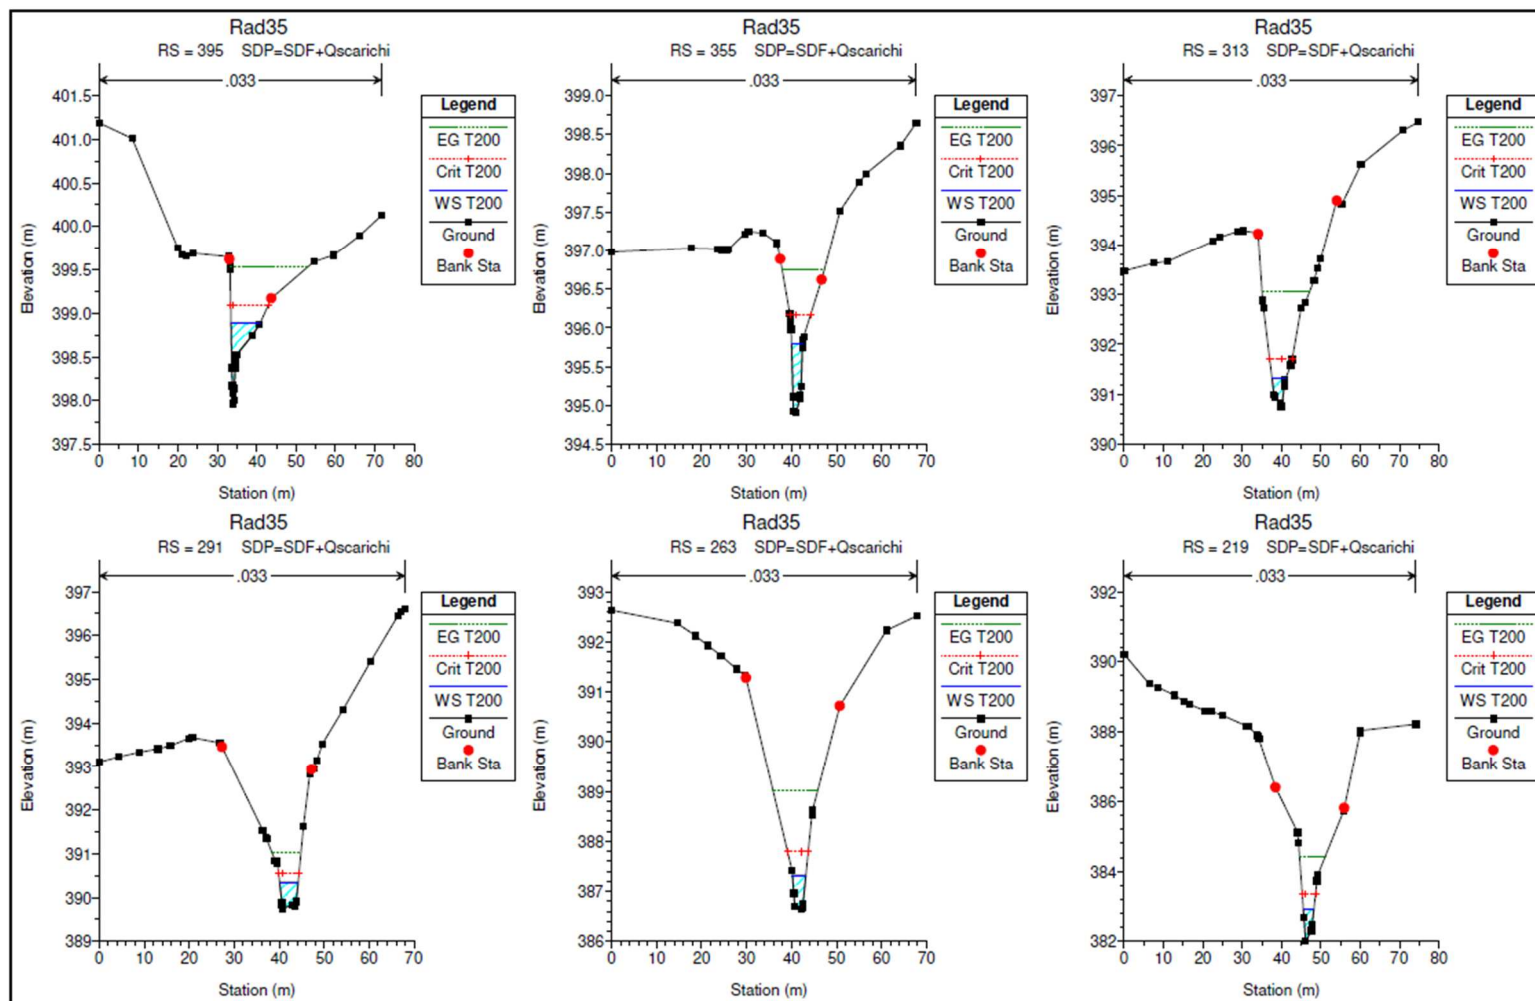 Rad35
RS = 395 SDP=SDF+Qscarichi
.033
Elevation (m)
401.5
401.0
400.5
400.0
399.5
399.0
398.5
398.0
397.5
0 10 20 30 40 50 60 70 80
Station (m)
Legend
EG T200
Crit T200
WS T200
Ground
Bank Sta
Rad35
RS = 355 SDP=SDF+Qscarichi
.033
Elevation (m)
399.0
398.5
398.0
397.5
397.0
396.5
396.0
395.5
395.0
394.5
0 10 20 30 40 50 60 70
Station (m)
Legend
EG T200
Crit T200
WS T200
Ground
Bank Sta
Rad35
RS = 313 SDP=SDF+Qscarichi
.033
Elevation (m)
397
396
395
394
393
392
391
390
0 10 20 30 40 50 60 70 80
Station (m)
Legend
EG T200
Crit T200
WS T200
Ground
Bank Sta
Rad35
RS = 291 SDP=SDF+Qscarichi
.033
Elevation (m)
397
396
395
394
393
392
391
390
389
0 10 20 30 40 50 60 70
Station (m)
Legend
EG T200
Crit T200
WS T200
Ground
Bank Sta
Rad35
RS = 263 SDP=SDF+Qscarichi
.033
Elevation (m)
393
392
391
390
389
388
387
386
0 10 20 30 40 50 60 70
Station (m)
Legend
EG T200
Crit T200
WS T200
Ground
Bank Sta
Rad35
RS = 219 SDP=SDF+Qscarichi
.033
Elevation (m)
392
390
388
386
384
382
0 10 20 30 40 50 60 70 80
Station (m)
Legend
EG T200
Crit T200
WS T200
Ground
Bank Sta